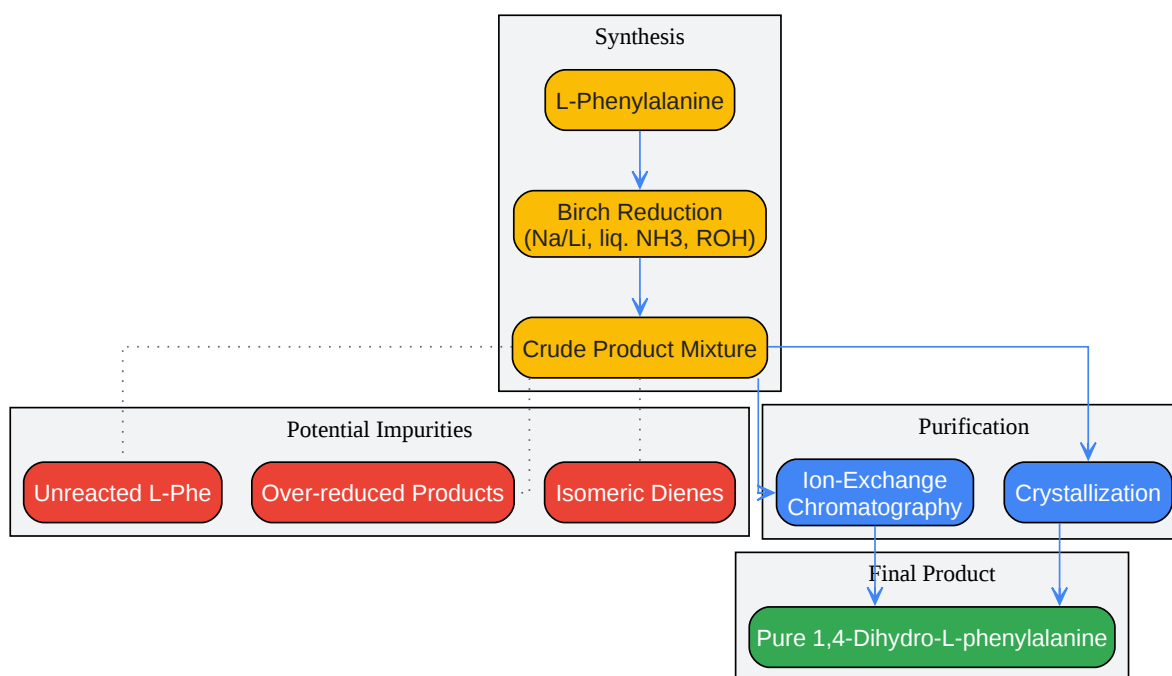 Synthesis
L-Phenylalanine
Birch Reduction
(Na/Li, liq. NH3, ROH)
Crude Product Mixture
Potential Impurities
Unreacted L-Phe
Over-reduced Products
Isomeric Dienes
Purification
Ion-Exchange
Chromatography
Crystallization
Final Product
Pure 1,4-Dihydro-L-phenylalanine